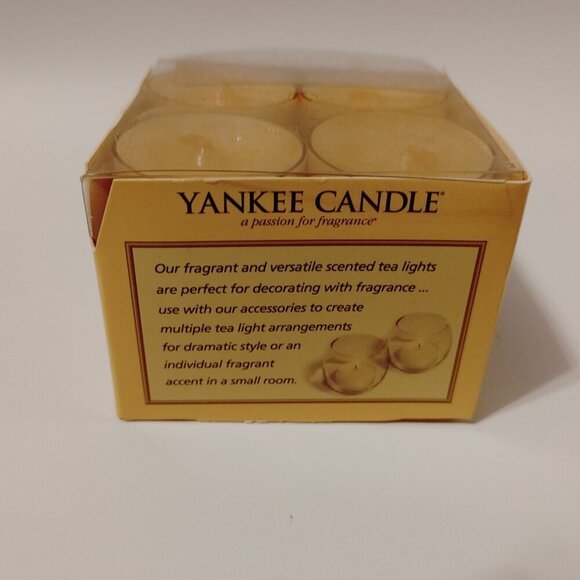 YANKEE CANDLE®
a passion for fragrance®
Our fragrant and versatile scented tea lights
are perfect for decorating with fragrance ...
use with our accessories to create
multiple tea light arrangements
for dramatic style or an
individual fragrant
accent in a small room.